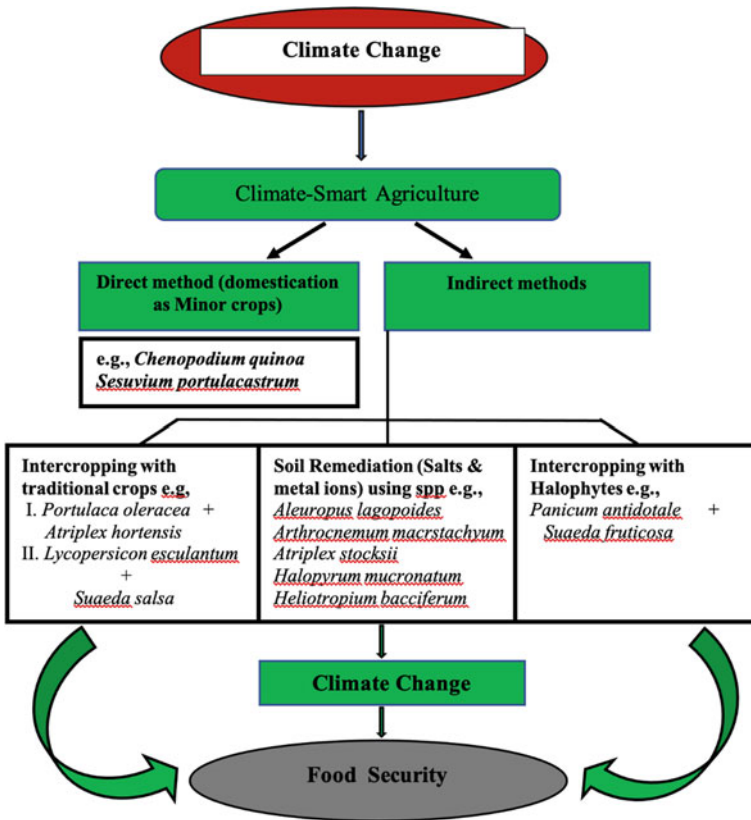 Climate Change
Climate-Smart Agriculture
Direct method (domestication
as Minor crops)
Indirect methods
e.g., Chenopodium quinoa
Sesuvium portulacastrum
Intercropping with
traditional crops e.g,
I. Portulaca oleracea +
Atriplex hortensis
II. Lycopersicon esculantum
+
Suaeda salsa
Soil Remediation (Salts &
metal ions) using spp e.g.,
Aleuropus lagopoides
Arthrocnemum macrstachyum
Atriplex stocksii
Halopyrum mucronatum
Heliotropium bacciferum
Intercropping with
Halophytes e.g.,
Panicum antidotale +
Suaeda fruticosa
Climate Change
Food Security